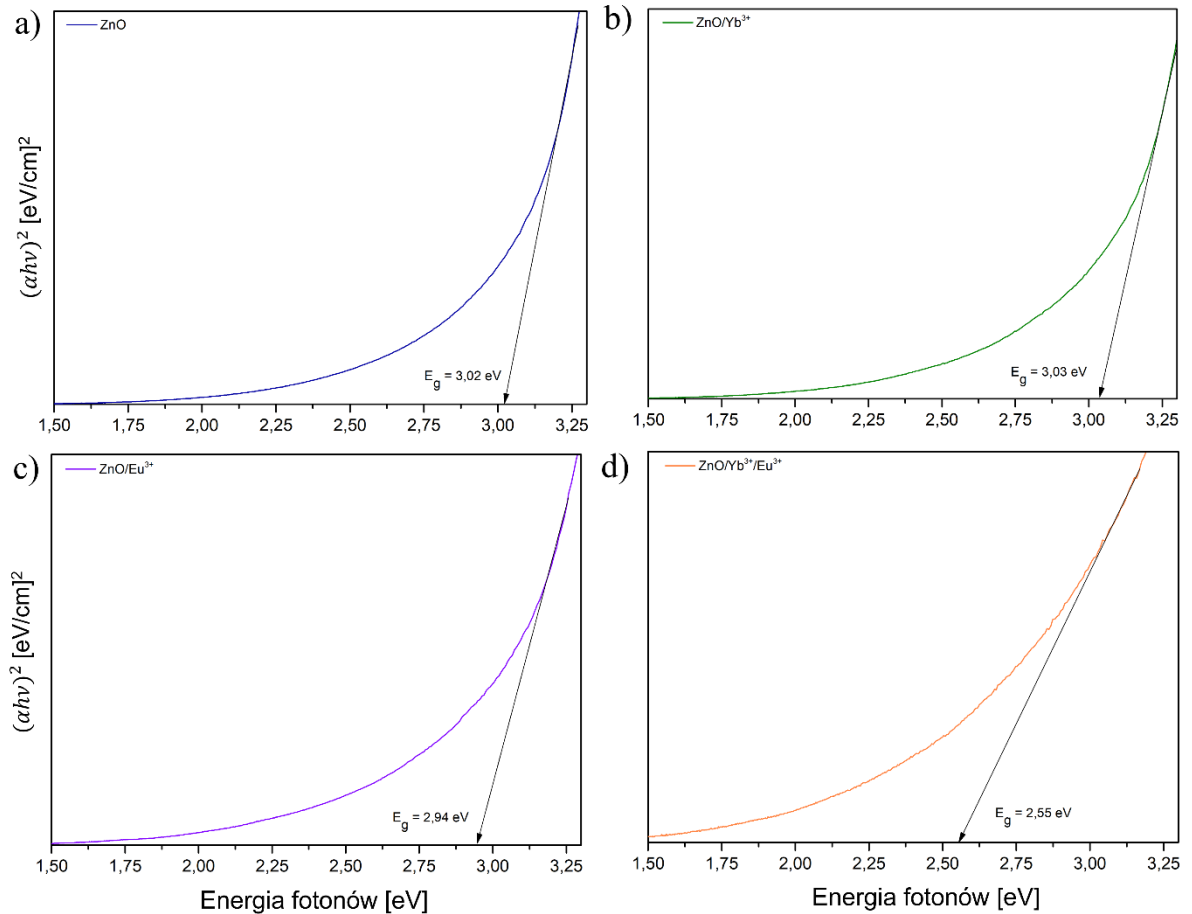 a)
ZnO
(αhν)² [eV/cm]²
E_g = 3,02 eV
1,50 1,75 2,00 2,25 2,50 2,75 3,00 3,25
b)
ZnO/Yb³⁺
E_g = 3,03 eV
1,50 1,75 2,00 2,25 2,50 2,75 3,00 3,25
c)
ZnO/Eu³⁺
(αhν)² [eV/cm]²
E_g = 2,94 eV
1,50 1,75 2,00 2,25 2,50 2,75 3,00 3,25
Energia fotonów [eV]
d)
ZnO/Yb³⁺/Eu³⁺
E_g = 2,55 eV
1,50 1,75 2,00 2,25 2,50 2,75 3,00 3,25
Energia fotonów [eV]